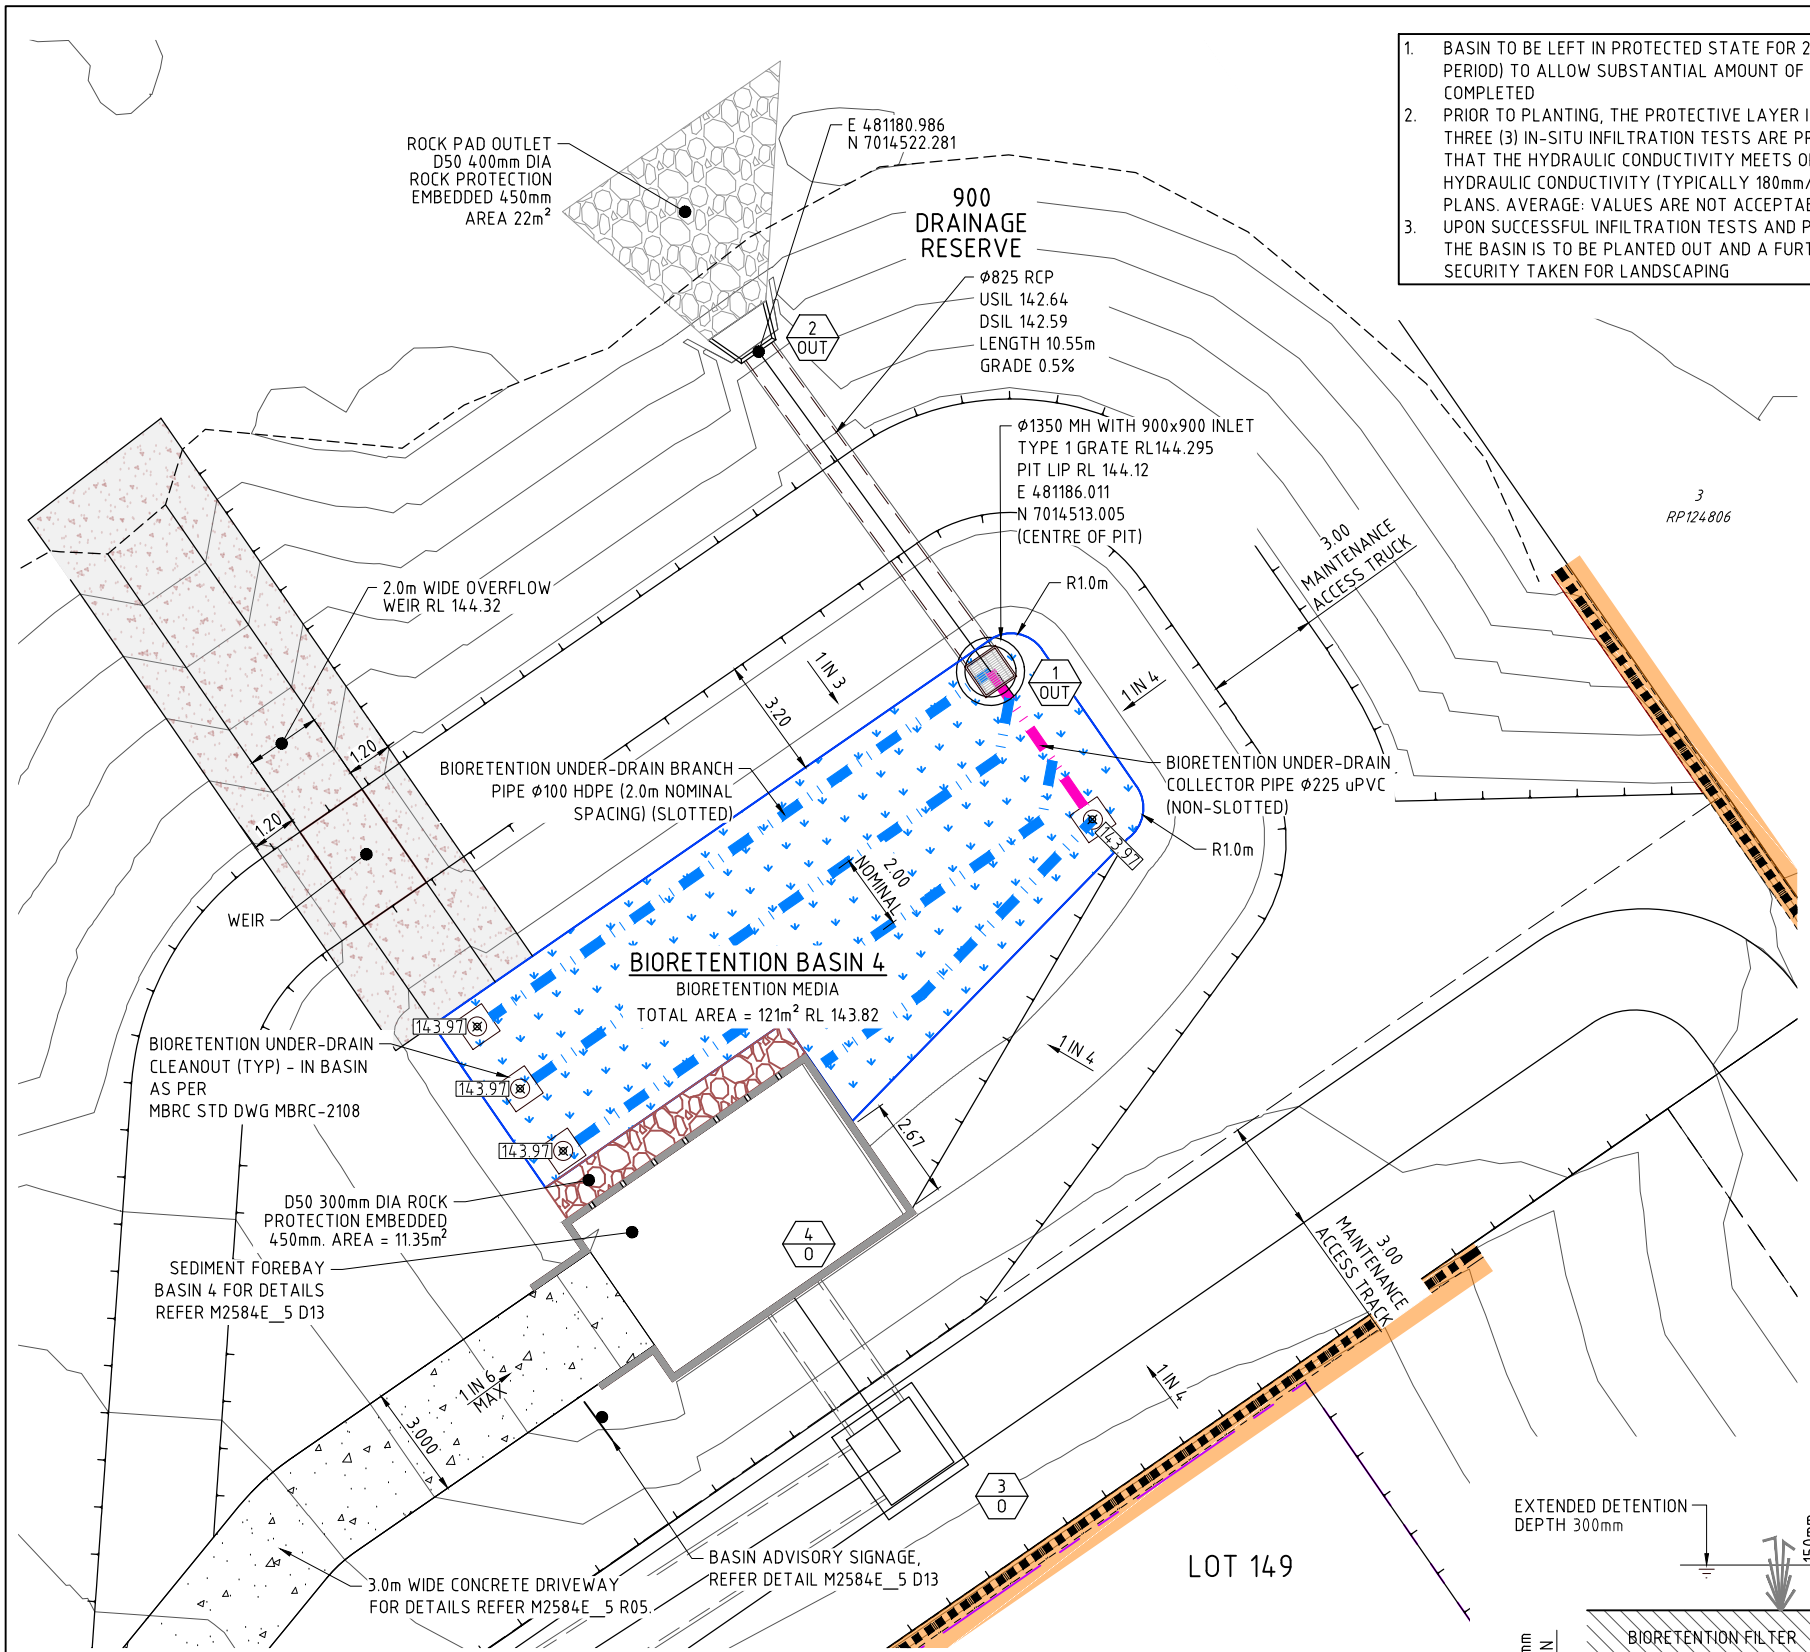 1. BASIN TO BE LEFT IN PROTECTED STATE FOR 2
PERIOD) TO ALLOW SUBSTANTIAL AMOUNT OF
COMPLETED
2. PRIOR TO PLANTING, THE PROTECTIVE LAYER I
THREE (3) IN-SITU INFILTRATION TESTS ARE PR
THAT THE HYDRAULIC CONDUCTIVITY MEETS O
HYDRAULIC CONDUCTIVITY (TYPICALLY 180mm/
PLANS. AVERAGE: VALUES ARE NOT ACCEPTA
3. UPON SUCCESSFUL INFILTRATION TESTS AND P
THE BASIN IS TO BE PLANTED OUT AND A FURT
SECURITY TAKEN FOR LANDSCAPING
ROCK PAD OUTLET
D50 400mm DIA
ROCK PROTECTION
EMBEDDED 450mm
AREA 22m²
E 481180.986
N 7014522.281
900
DRAINAGE
RESERVE
Ø825 RCP
USIL 142.64
DSIL 142.59
LENGTH 10.55m
GRADE 0.5%
2
OUT
Ø1350 MH WITH 900x900 INLET
TYPE 1 GRATE RL144.295
PIT LIP RL 144.12
E 481186.011
N 7014513.005
(CENTRE OF PIT)
3
RP124806
3.00
MAINTENANCE
ACCESS TRUCK
2.0m WIDE OVERFLOW
WEIR RL 144.32
R1.0m
1 IN 3
1
OUT
1 IN 4
3.20
1.20
BIORETENTION UNDER-DRAIN BRANCH
PIPE Ø100 HDPE (2.0m NOMINAL
SPACING) (SLOTTED)
BIORETENTION UNDER-DRAIN
COLLECTOR PIPE Ø225 uPVC
(NON-SLOTTED)
1.20
143.97
R1.0m
2.00
NOMINAL
WEIR
BIORETENTION BASIN 4
BIORETENTION MEDIA
TOTAL AREA = 121m² RL 143.82
143.97
BIORETENTION UNDER-DRAIN
CLEANOUT (TYP) - IN BASIN
AS PER
MBRC STD DWG MBRC-2108
143.97
1 IN 4
143.97
2.67
D50 300mm DIA ROCK
PROTECTION EMBEDDED
450mm. AREA = 11.35m²
4
0
SEDIMENT FOREBAY
BASIN 4 FOR DETAILS
REFER M2584E_5 D13
3.00
MAINTENANCE
ACCESS TRACK
1 IN 6
MAX
1 IN 4
3.000
3
0
EXTENDED DETENTION
DEPTH 300mm
150mm
BASIN ADVISORY SIGNAGE,
REFER DETAIL M2584E_5 D13
LOT 149
3.0m WIDE CONCRETE DRIVEWAY
FOR DETAILS REFER M2584E_5 R05.
BIORETENTION FILTER